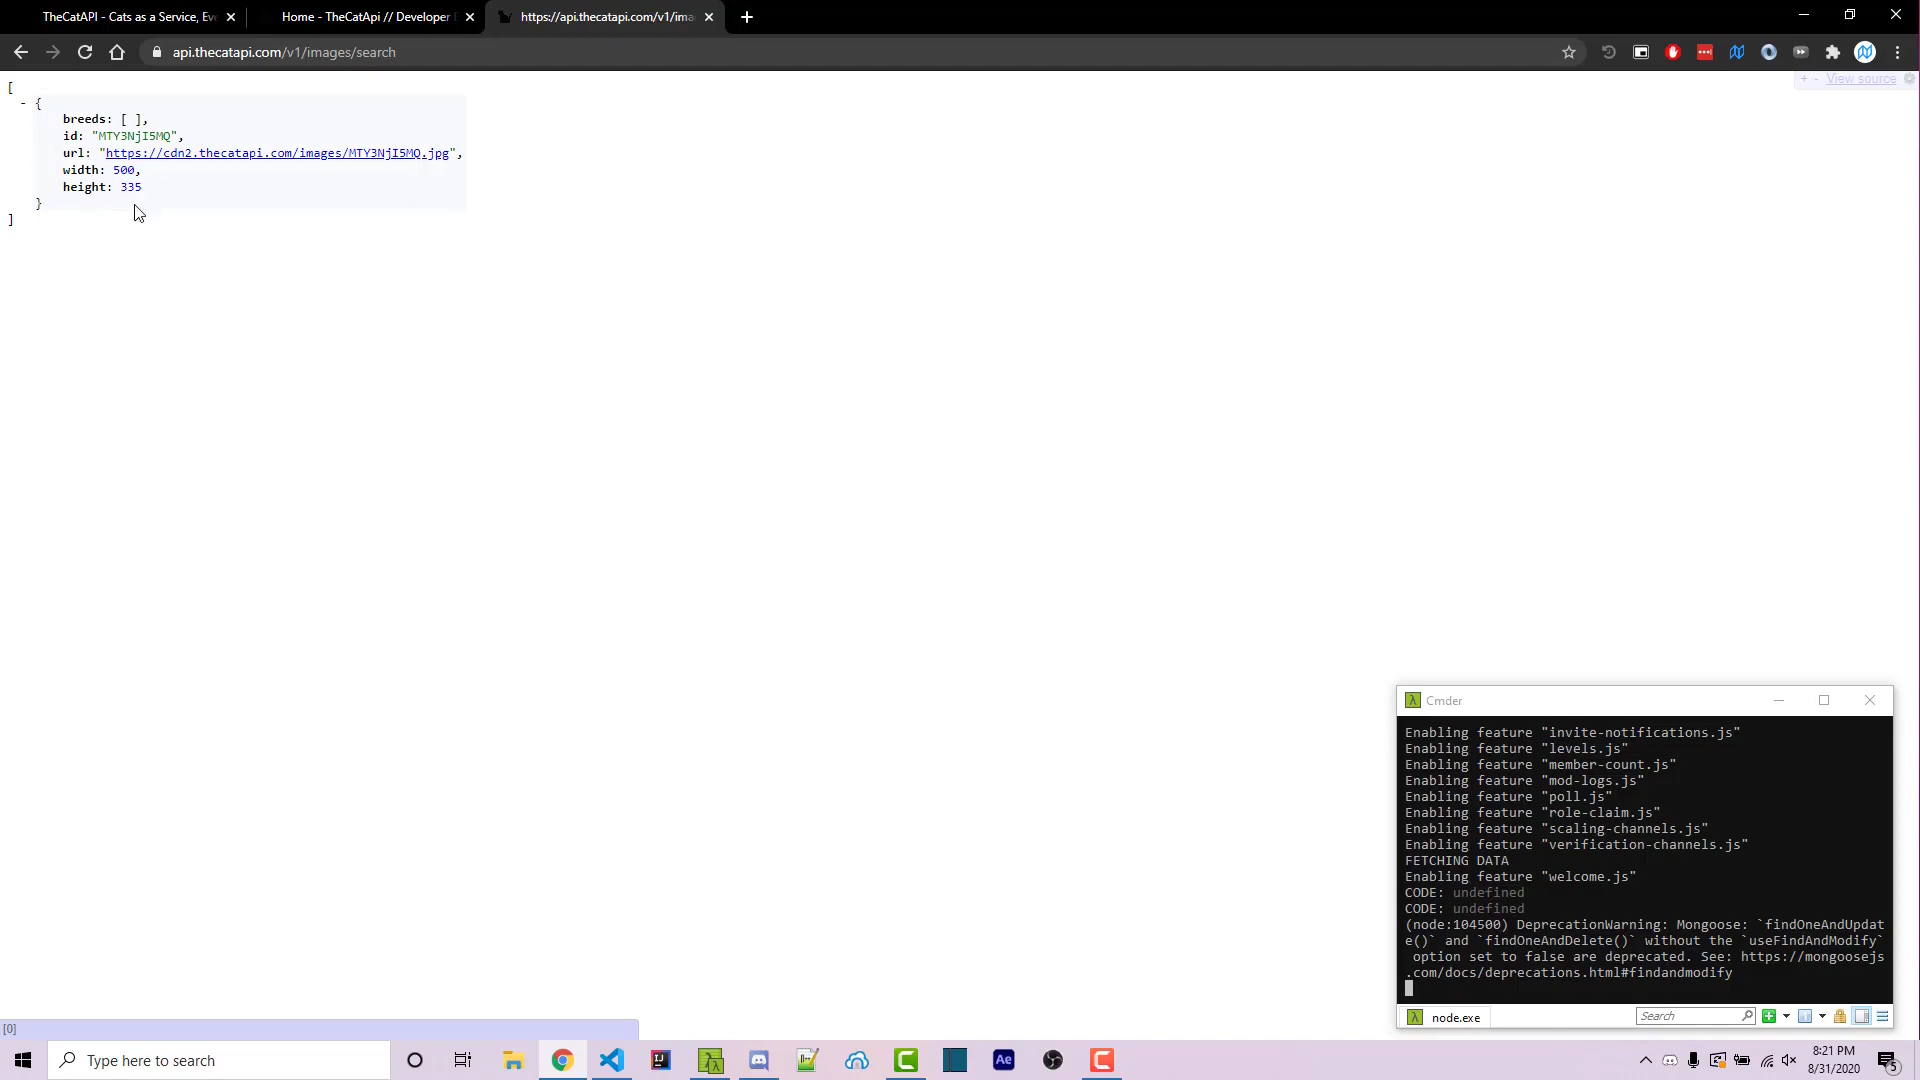 TheCatAPI - Cats as a Service, Eve
Home - TheCatApi // Developer E
https://api.thecatapi.com/v1/ima
api.thecatapi.com/v1/images/search
+ - View source
[
- {
breeds: [ ],
id: "MTY3NjI5MQ",
url: "https://cdn2.thecatapi.com/images/MTY3NjI5MQ.jpg",
width: 500,
height: 335
}
]
Cmder
Enabling feature "invite-notifications.js"
Enabling feature "levels.js"
Enabling feature "member-count.js"
Enabling feature "mod-logs.js"
Enabling feature "poll.js"
Enabling feature "role-claim.js"
Enabling feature "scaling-channels.js"
Enabling feature "verification-channels.js"
FETCHING DATA
Enabling feature "welcome.js"
CODE: undefined
CODE: undefined
(node:104500) DeprecationWarning: Mongoose: `findOneAndUpdat
e()` and `findOneAndDelete()` without the `useFindAndModify`
option set to false are deprecated. See: https://mongoosejs
.com/docs/deprecations.html#findandmodify
node.exe
Search
[0]
Type here to search
IJ
Ae
8:21 PM
8/31/2020
5